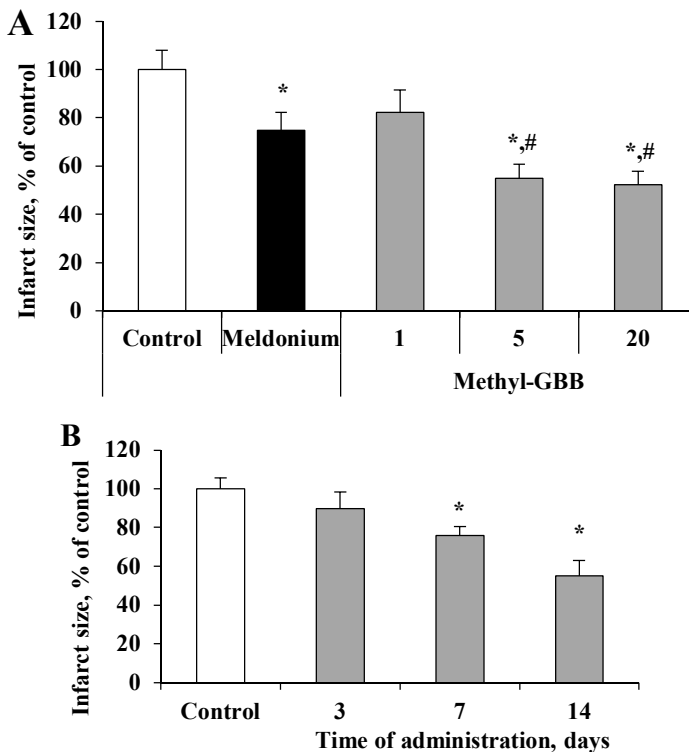 A
120
100
80
60
40
20
0
Infarct size, % of control
*
*,#
*,#
Control Meldonium 1 5 20
Methyl-GBB
B
120
100
80
60
40
20
0
Infarct size, % of control
*
*
Control 3 7 14
Time of administration, days